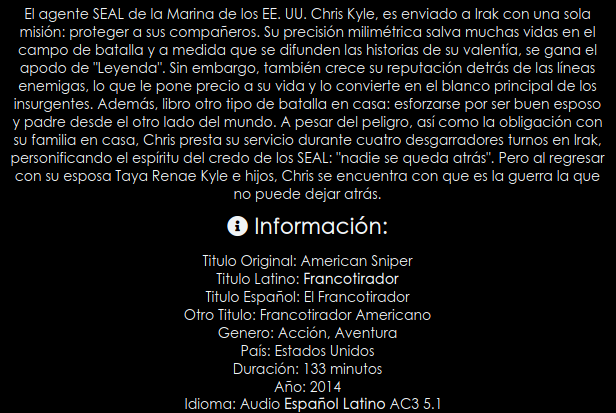 El agente SEAL de la Marina de los EE. UU. Chris Kyle, es enviado a Irak con una sola
misión: proteger a sus compañeros. Su precisión milimétrica salva muchas vidas en el
campo de batalla y a medida que se difunden las historias de su valentía, se gana el
apodo de "Leyenda". Sin embargo, también crece su reputación detrás de las líneas
enemigas, lo que le pone precio a su vida y lo convierte en el blanco principal de los
insurgentes. Además, libro otro tipo de batalla en casa: esforzarse por ser buen esposo
y padre desde el otro lado del mundo. A pesar del peligro, así como la obligación con
su familia en casa, Chris presta su servicio durante cuatro desgarradores turnos en Irak,
personificando el espíritu del credo de los SEAL: "nadie se queda atrás". Pero al regresar
con su esposa Taya Renae Kyle e hijos, Chris se encuentra con que es la guerra la que
no puede dejar atrás.
Información:
Titulo Original: American Sniper
Titulo Latino: Francotirador
Titulo Español: El Francotirador
Otro Titulo: Francotirador Americano
Genero: Acción, Aventura
País: Estados Unidos
Duración: 133 minutos
Año: 2014
Idioma: Audio Español Latino AC3 5.1